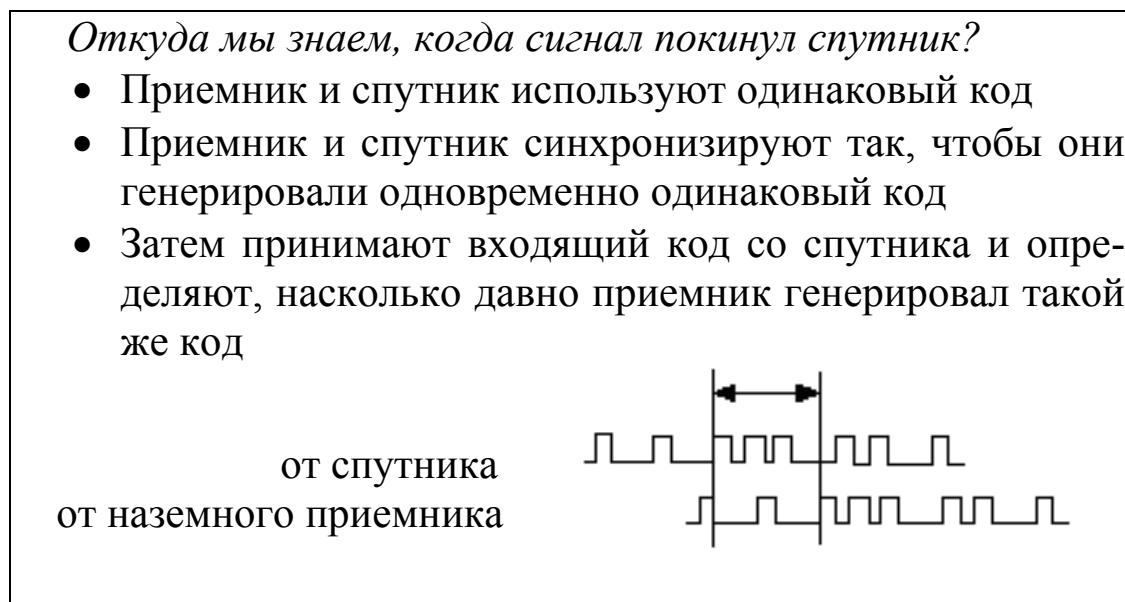 Откуда мы знаем, когда сигнал покинул спутник?
• Приемник и спутник используют одинаковый код
• Приемник и спутник синхронизируют так, чтобы они
генерировали одновременно одинаковый код
• Затем принимают входящий код со спутника и опре-
деляют, насколько давно приемник генерировал такой
же код
от спутника
от наземного приемника